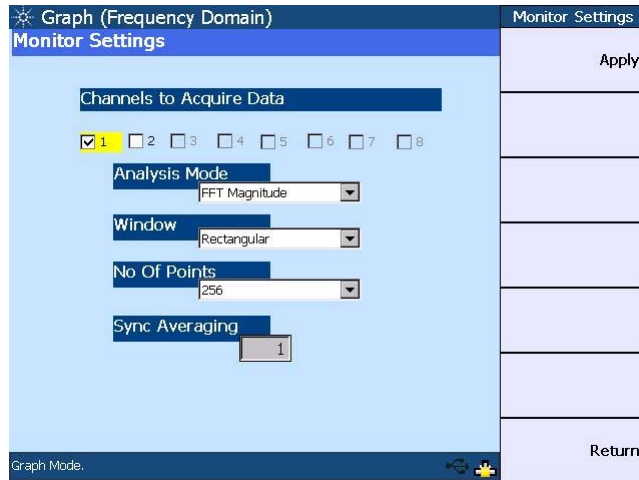 Graph (Frequency Domain)
Monitor Settings
Monitor Settings
Apply
Channels to Acquire Data
1 2 3 4 5 6 7 8
Analysis Mode
FFT Magnitude
Window
Rectangular
No Of Points
256
Sync Averaging
1
Return
Graph Mode.